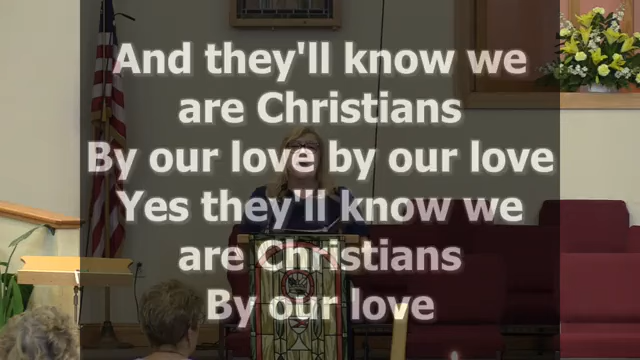 And they'll know we
are Christians
By our love by our love
Yes they'll know we
are Christians
By our love